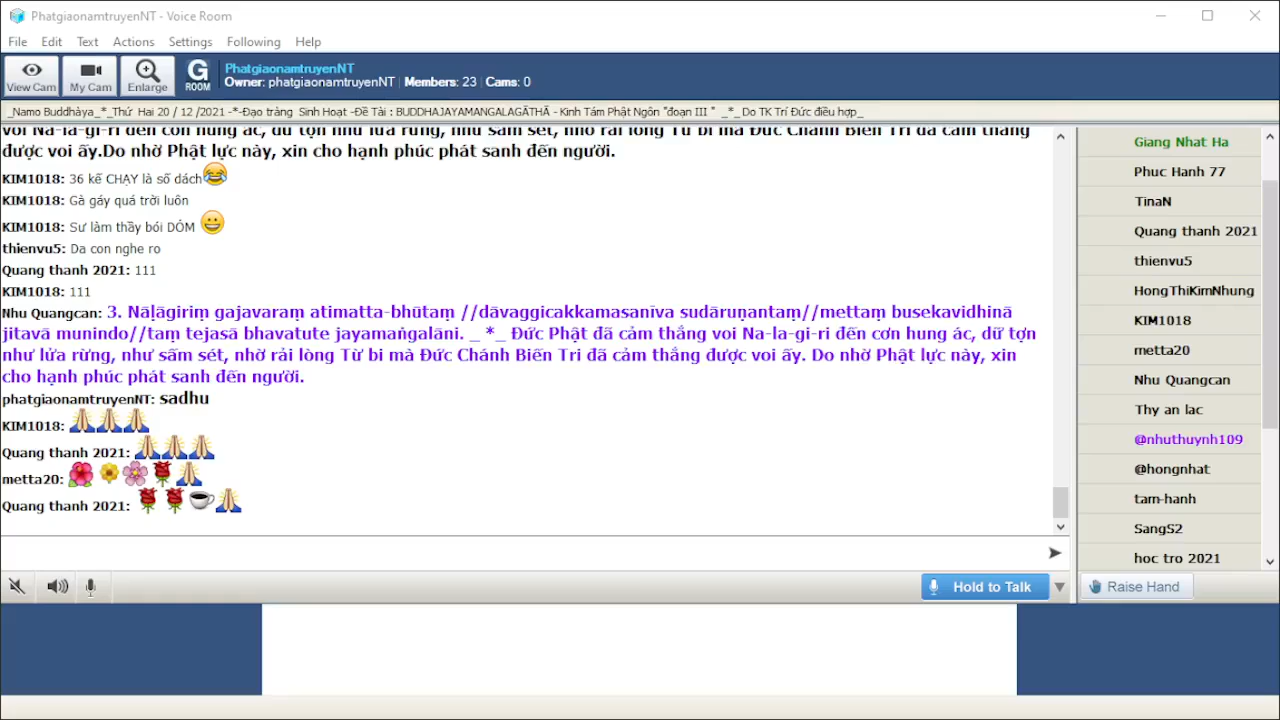 PhatgiaonamtruyenNT - Voice Room
File Edit Text Actions Settings Following Help
View Cam
My Cam
Enlarge
G ROOM
PhatgiaonamtruyenNT
Owner: phatgiaonamtruyenNT | Members: 23 | Cams: 0
_Namo Buddhàya_*_Thứ Hai 20 / 12 /2021 -*-Đạo tràng Sinh Hoạt -Đề Tài : BUDDHAJAYAMANGALAGĀTHĀ - Kinh Tám Phật Ngôn "đoạn III " _*_ Do TK Trí Đức điều hợp_
voi Na-la-gi-ri đến cơn hung ác, dữ tợn như lửa rừng, như sấm sét, nhờ rải lòng Từ bi mà Đức Chánh Biến Tri đã cảm thắng
được voi ấy.Do nhờ Phật lực này, xin cho hạnh phúc phát sanh đến người.
KIM1018: 36 kế CHẠY là số dách
KIM1018: Gà gáy quá trời luôn
KIM1018: Sư làm thầy bói DÓM
thienvu5: Da con nghe ro
Quang thanh 2021: 111
KIM1018: 111
Nhu Quangcan: 3. Nāḷāgiriṃ gajavaraṃ atimatta-bhūtaṃ //dāvaggicakkamasanīva sudāruṇantaṃ//mettaṃ busekavidhinā
jitavā munindo//taṃ tejasā bhavatute jayamaṅgalāni. _ *_ Đức Phật đã cảm thắng voi Na-la-gi-ri đến cơn hung ác, dữ tợn
như lửa rừng, như sấm sét, nhờ rải lòng Từ bi mà Đức Chánh Biến Tri đã cảm thắng được voi ấy. Do nhờ Phật lực này, xin
cho hạnh phúc phát sanh đến người.
phatgiaonamtruyenNT: sadhu
KIM1018:
Quang thanh 2021:
metta20:
Quang thanh 2021:
Hold to Talk
Giang Nhat Ha
Phuc Hanh 77
TinaN
Quang thanh 2021
thienvu5
HongThiKimNhung
KIM1018
metta20
Nhu Quangcan
Thy an lac
@nhuthuynh109
@hongnhat
tam-hanh
SangS2
hoc tro 2021
Raise Hand